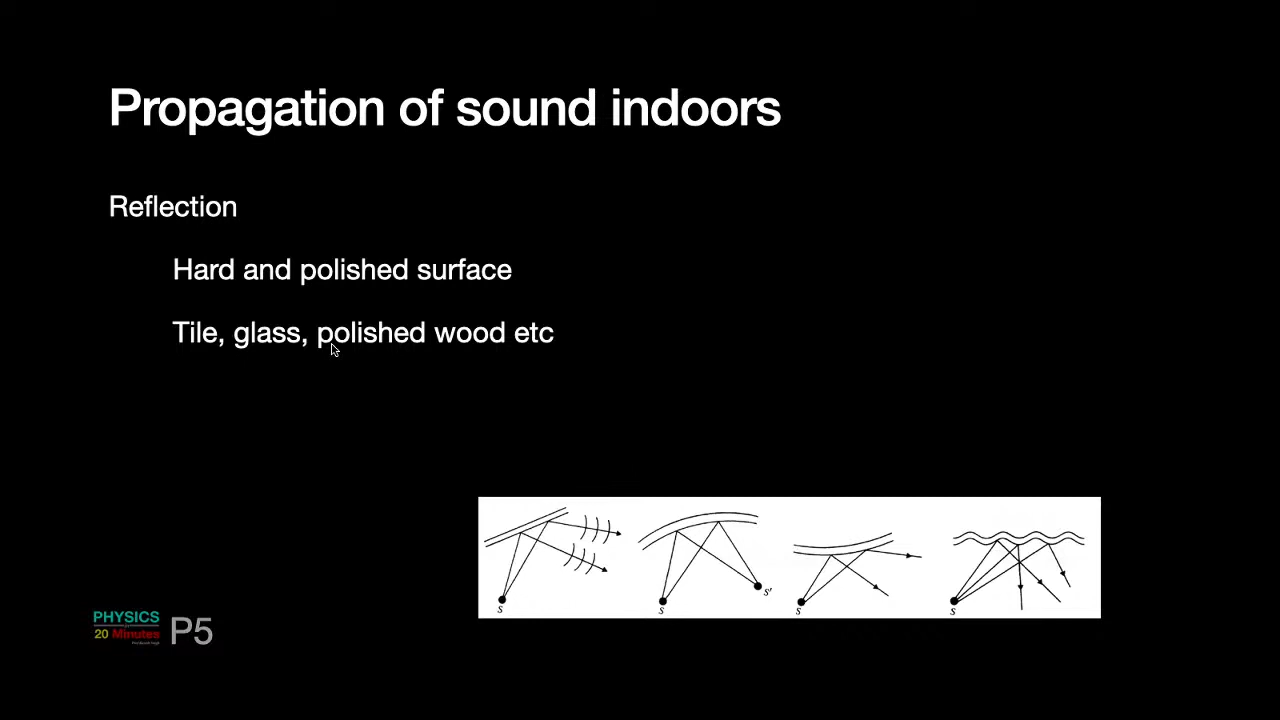 Propagation of sound indoors
Reflection
Hard and polished surface
Tile, glass, polished wood etc
S
S
S'
S
S
PHYSICS
20 Minutes
P5